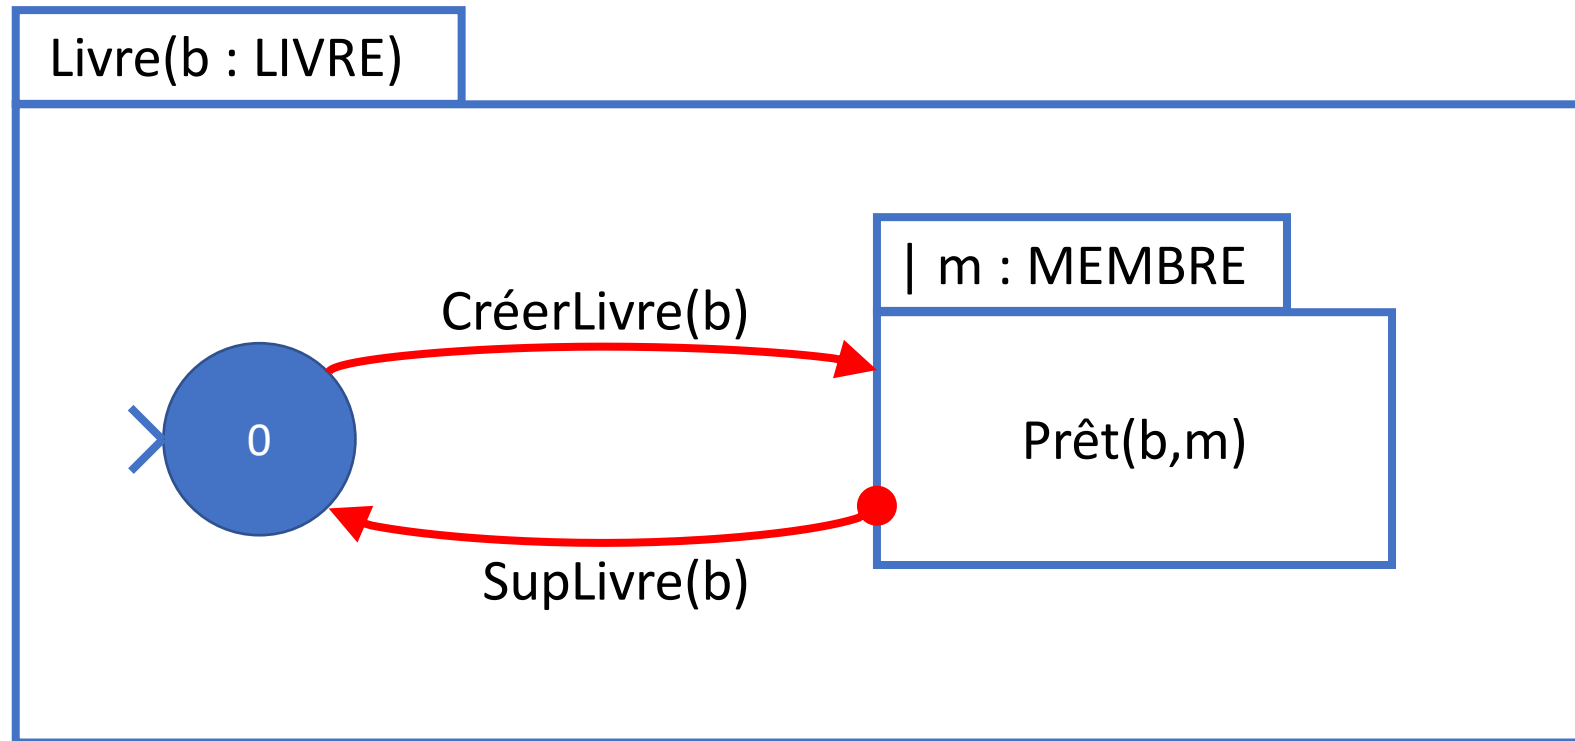 Livre(b : LIVRE)
| m : MEMBRE
CréerLivre(b)
0
Prêt(b,m)
SupLivre(b)